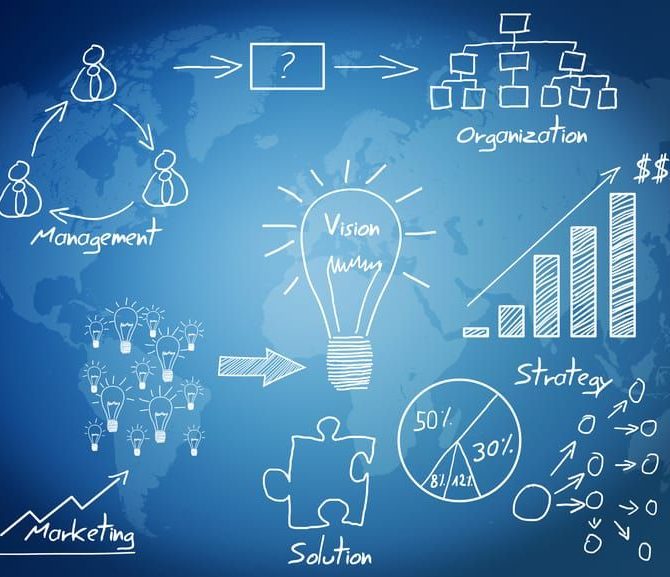 ?
Organization
Management
$$
Vision
Strategy
50%
30%
8%
12%
Marketing
Solution